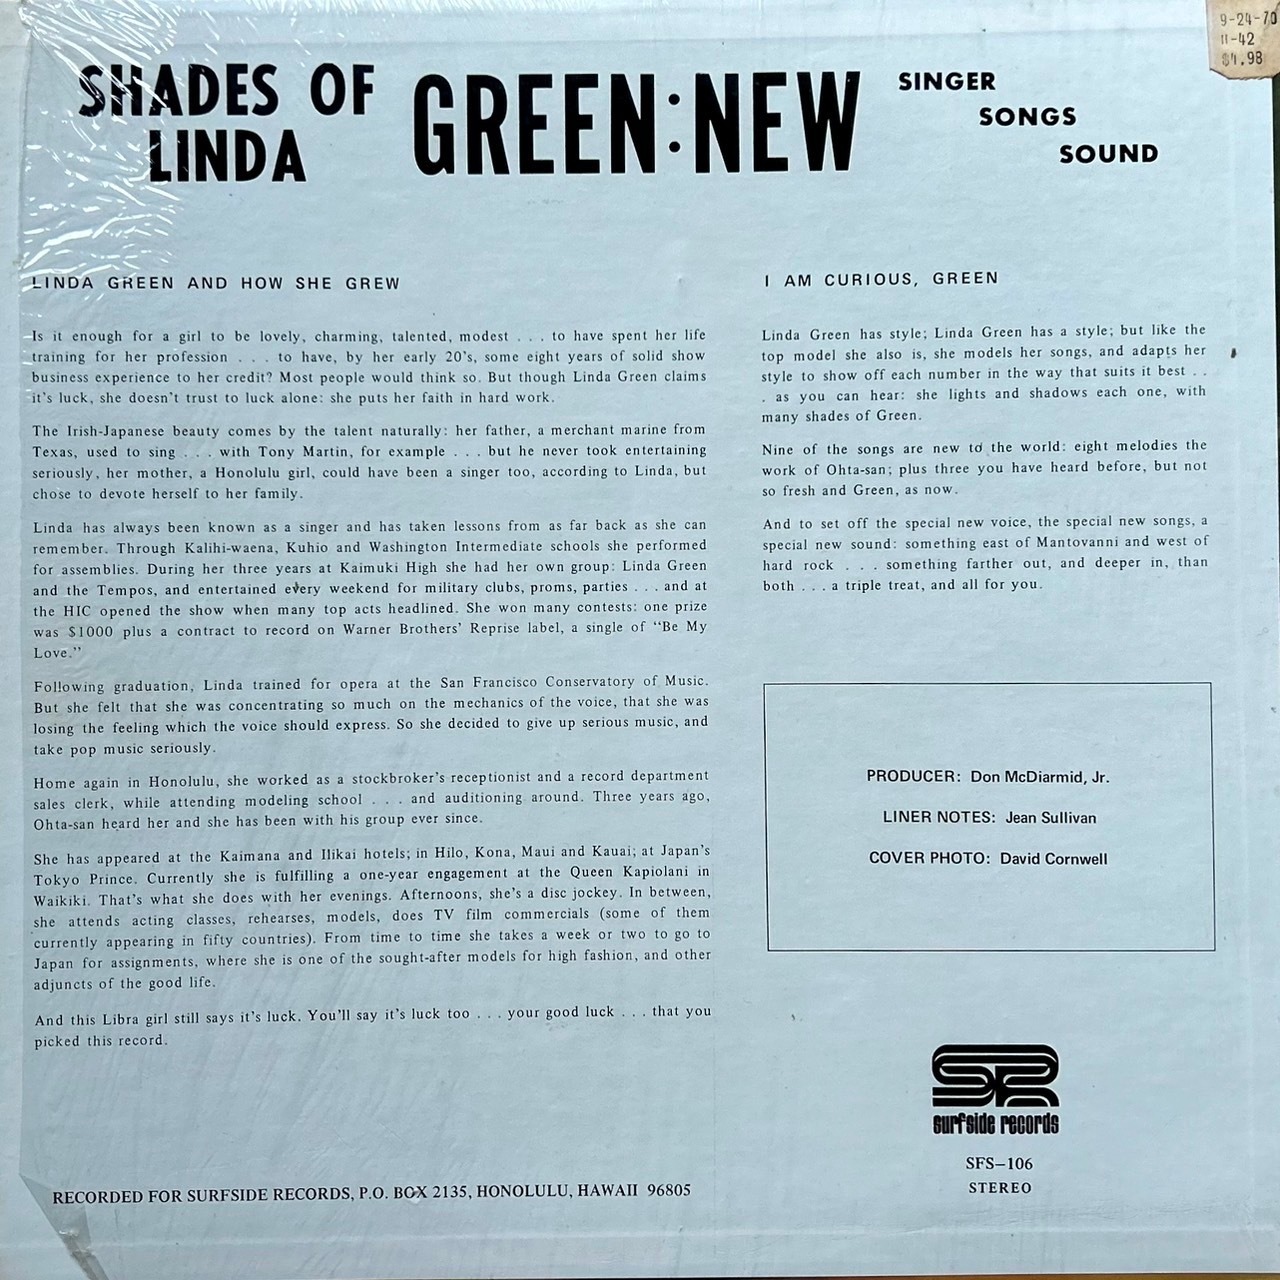 9-24-70
11-42
$4.98
SHADES OF
LINDA
GREEN:NEW
SINGER
SONGS
SOUND
LINDA GREEN AND HOW SHE GREW
Is it enough for a girl to be lovely, charming, talented, modest . . . to have spent her life
training for her profession . . . to have, by her early 20's, some eight years of solid show
business experience to her credit? Most people would think so. But though Linda Green claims
it's luck, she doesn't trust to luck alone: she puts her faith in hard work.
The Irish-Japanese beauty comes by the talent naturally: her father, a merchant marine from
Texas, used to sing . . . with Tony Martin, for example . . . but he never took entertaining
seriously, her mother, a Honolulu girl, could have been a singer too, according to Linda, but
chose to devote herself to her family.
Linda has always been known as a singer and has taken lessons from as far back as she can
remember. Through Kalihi-waena, Kuhio and Washington Intermediate schools she performed
for assemblies. During her three years at Kaimuki High she had her own group: Linda Green
and the Tempos, and entertained every weekend for military clubs, proms, parties . . . and at
the HIC opened the show when many top acts headlined. She won many contests: one prize
was $1000 plus a contract to record on Warner Brothers' Reprise label, a single of "Be My
Love."
Following graduation, Linda trained for opera at the San Francisco Conservatory of Music.
But she felt that she was concentrating so much on the mechanics of the voice, that she was
losing the feeling which the voice should express. So she decided to give up serious music, and
take pop music seriously.
Home again in Honolulu, she worked as a stockbroker's receptionist and a record department
sales clerk, while attending modeling school . . . and auditioning around. Three years ago,
Ohta-san heard her and she has been with his group ever since.
She has appeared at the Kaimana and Ilikai hotels; in Hilo, Kona, Maui and Kauai; at Japan's
Tokyo Prince. Currently she is fulfilling a one-year engagement at the Queen Kapiolani in
Waikiki. That's what she does with her evenings. Afternoons, she's a disc jockey. In between,
she attends acting classes, rehearses, models, does TV film commercials (some of them
currently appearing in fifty countries). From time to time she takes a week or two to go to
Japan for assignments, where she is one of the sought-after models for high fashion, and other
adjuncts of the good life.
And this Libra girl still says it's luck. You'll say it's luck too . . . your good luck . . . that you
picked this record.
I AM CURIOUS, GREEN
Linda Green has style; Linda Green has a style; but like the
top model she also is, she models her songs, and adapts her
style to show off each number in the way that suits it best . .
. as you can hear: she lights and shadows each one, with
many shades of Green.
Nine of the songs are new to the world: eight melodies the
work of Ohta-san; plus three you have heard before, but not
so fresh and Green, as now.
And to set off the special new voice, the special new songs, a
special new sound: something east of Mantovanni and west of
hard rock . . . something farther out, and deeper in, than
both . . . a triple treat, and all for you.
PRODUCER: Don McDiarmid, Jr.
LINER NOTES: Jean Sullivan
COVER PHOTO: David Cornwell
SR
surfside records
SFS-106
STEREO
RECORDED FOR SURFSIDE RECORDS, P.O. BOX 2135, HONOLULU, HAWAII 96805